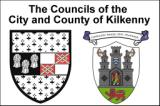 The Councils of the
City and County of Kilkenny